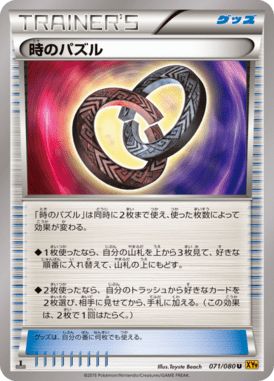 TRAINER'S
グッズ
時のパズル
「時のパズル」は同時に2枚まで使え、使った枚数によって
効果が変わる。
◆1枚使ったなら、自分の山札を上から3枚見て、好きな
順番に入れ替えて、山札の上にもどす。
◆2枚使ったなら、自分のトラッシュから好きなカードを
2枚選び、相手に見せてから、手札に加える。(この効果
は、2枚で1回はたらく。)
グッズは、自分の番に何枚でも使える。
Illus.Toyste Beach
071/080 U
©2015 Pokémon/Nintendo/Creatures/GAME FREAK.